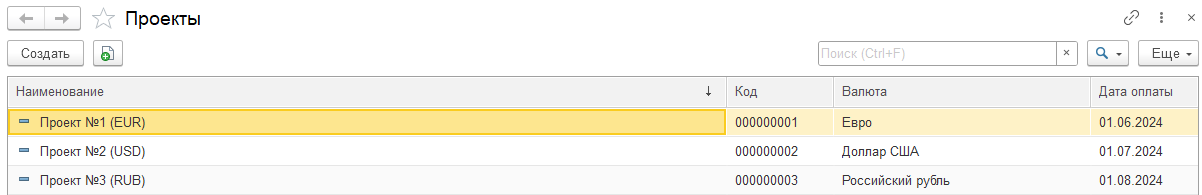 Проекты
Создать Поиск (Ctrl+F) × Еще
Наименование ↓ Код Валюта Дата оплаты
Проект №1 (EUR) 000000001 Евро 01.06.2024
Проект №2 (USD) 000000002 Доллар США 01.07.2024
Проект №3 (RUB) 000000003 Российский рубль 01.08.2024